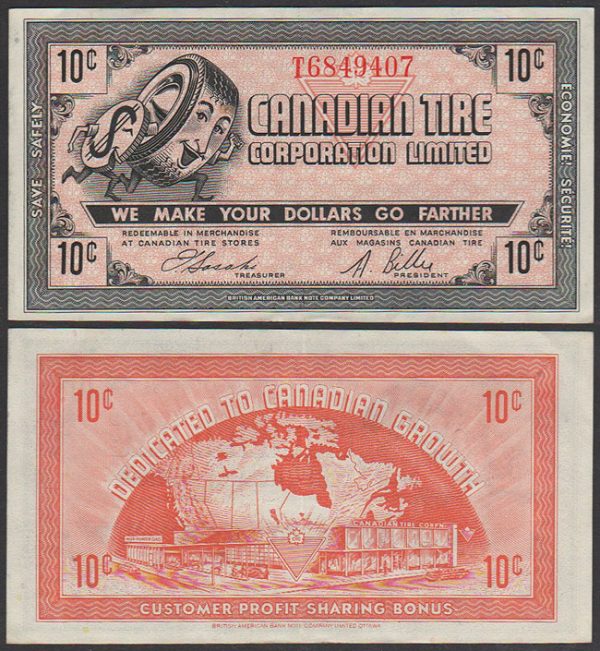 10¢
T6849407
10¢
CANADIAN TIRE
CORPORATION LIMITED
SAVE SAFELY
ECONOMIE: SÉCURITÉ:
WE MAKE YOUR DOLLARS GO FARTHER
REDEEMABLE IN MERCHANDISE
AT CANADIAN TIRE STORES
REMBOURSABLE EN MARCHANDISE
AUX MAGASINS CANADIAN TIRE
10¢
10¢
TREASURER
A. Billes
PRESIDENT
BRITISH AMERICAN BANK NOTE COMPANY LIMITED
10¢
10¢
DEDICATED TO CANADIAN GROWTH
CANADIAN TIRE CORPN.
10¢
10¢
CUSTOMER PROFIT SHARING BONUS
BRITISH AMERICAN BANK NOTE COMPANY LIMITED OTTAWA